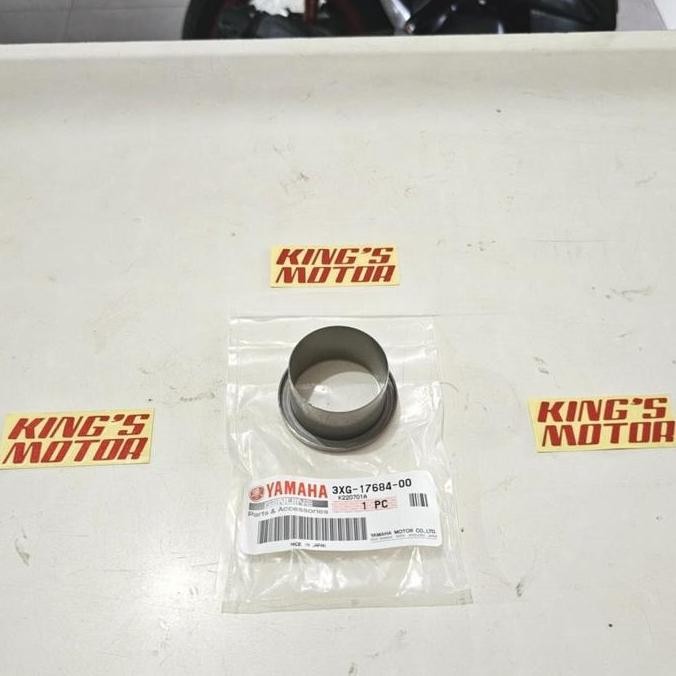 KING'S
MOTOR
KING'S
MOTOR
KING'S
MOTOR
YAMAHA
GENUINE
Parts & Accessories
3XG-17684-00
K220701A
1 PC
YAMAHA MOTOR CO.,LTD.
MADE IN JAPAN